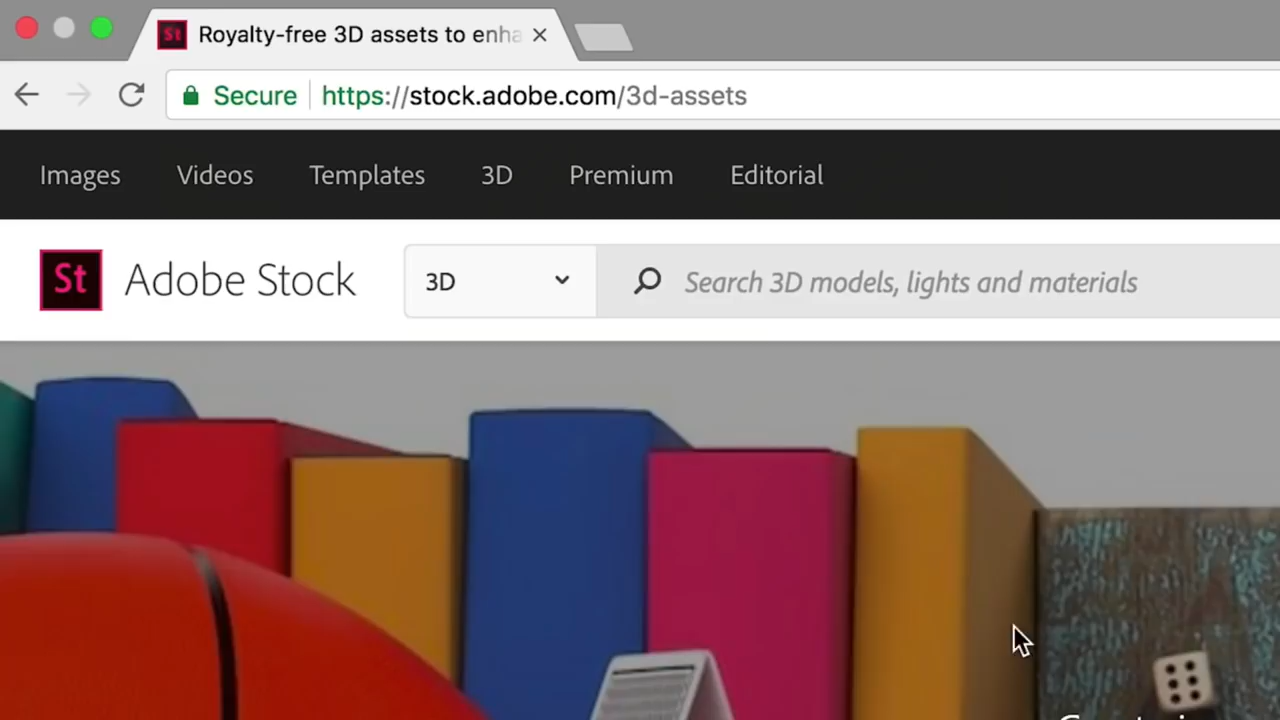 St Royalty-free 3D assets to enha
Secure https://stock.adobe.com/3d-assets
Images Videos Templates 3D Premium Editorial
St Adobe Stock 3D Search 3D models, lights and materials